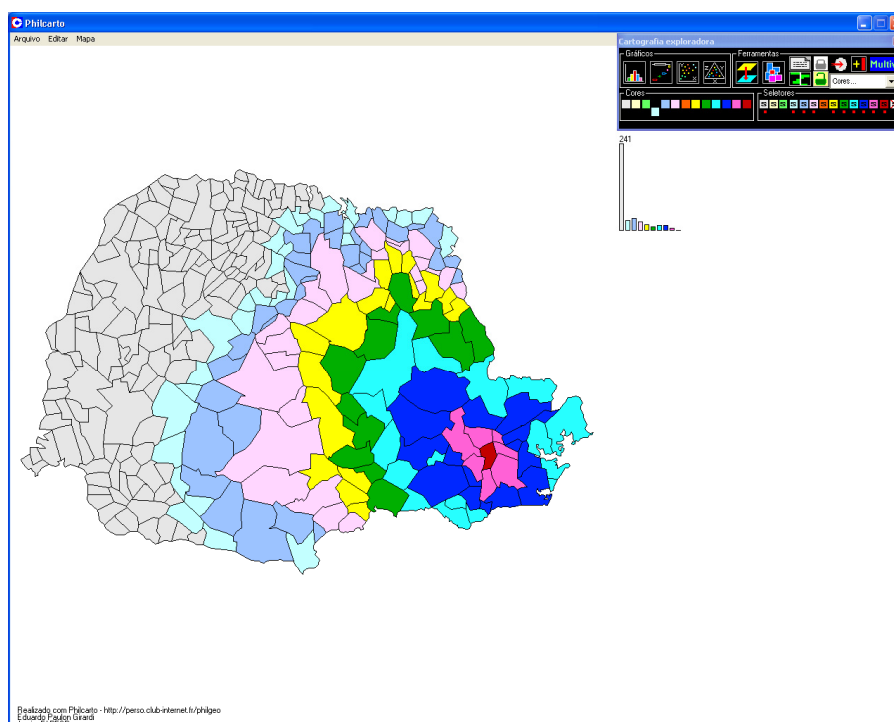 Philcarto
Arquivo Editar Mapa
Cartografia exploradora
Gráficos
Ferramentas
Cores...
Cores
Seletores
241
Realizado com Philcarto - http://perso.club-internet.fr/philgeo
Eduardo Paulon Girardi